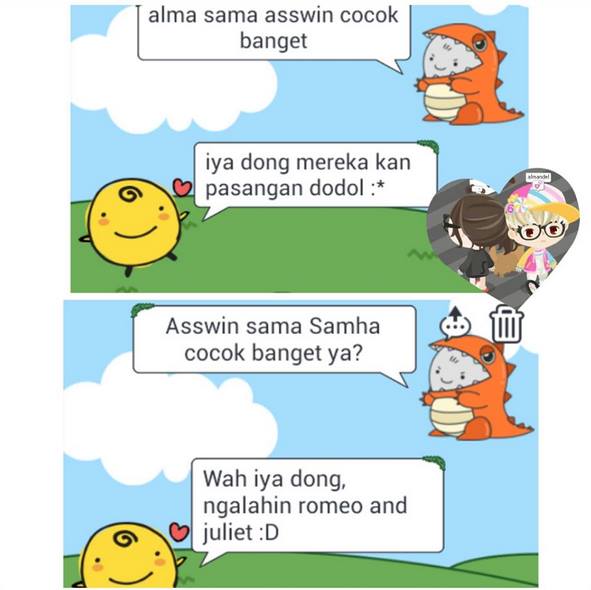 alma sama asswin cocok
banget
iya dong mereka kan
pasangan dodol :*
almandel
Asswin sama Samha
cocok banget ya?
Wah iya dong,
ngalahin romeo and
juliet :D